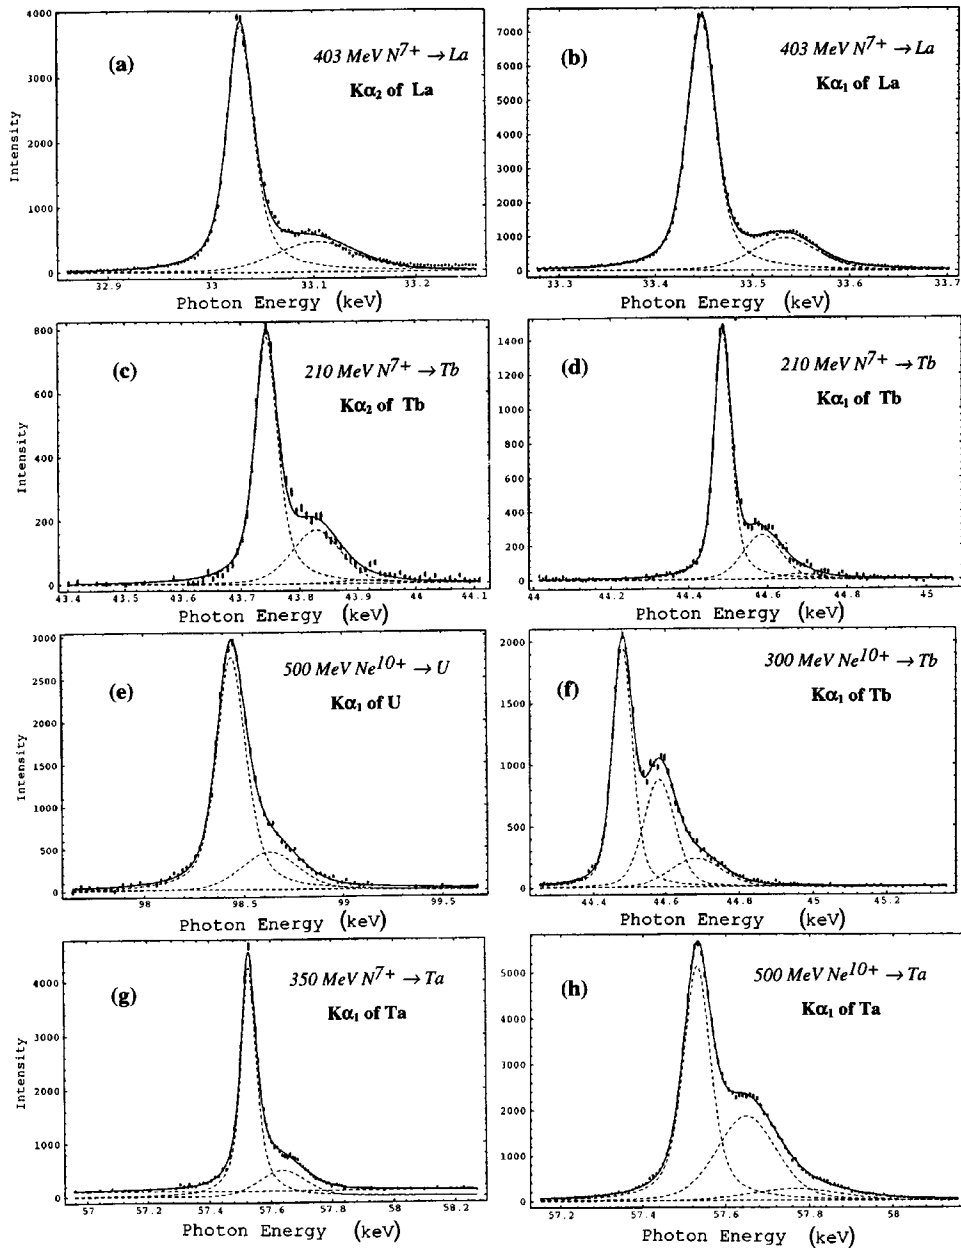 (a)
403 MeV N7+ → La
Kα2 of La
Intensity
4000
3000
2000
1000
0
32.9
33
33.1
33.2
Photon Energy (keV)
(b)
403 MeV N7+ → La
Kα1 of La
7000
6000
5000
4000
3000
2000
1000
0
33.3
33.4
33.5
33.6
33.7
Photon Energy (keV)
(c)
210 MeV N7+ → Tb
Kα2 of Tb
Intensity
800
600
400
200
0
43.4
43.5
43.6
43.7
43.8
43.9
44
44.1
Photon Energy (keV)
(d)
210 MeV N7+ → Tb
Kα1 of Tb
1400
1200
1000
800
600
400
200
0
44
44.2
44.4
44.6
44.8
45
Photon Energy (keV)
(e)
500 MeV Ne10+ → U
Kα1 of U
Intensity
3000
2500
2000
1500
1000
500
0
98
98.5
99
99.5
Photon Energy (keV)
(f)
300 MeV Ne10+ → Tb
Kα1 of Tb
2000
1500
1000
500
0
44.4
44.6
44.8
45
45.2
Photon Energy (keV)
(g)
350 MeV N7+ → Ta
Kα1 of Ta
Intensity
4000
3000
2000
1000
0
57
57.2
57.4
57.6
57.8
58
58.2
Photon Energy (keV)
(h)
500 MeV Ne10+ → Ta
Kα1 of Ta
5000
4000
3000
2000
1000
0
57.2
57.4
57.6
57.8
58
Photon Energy (keV)